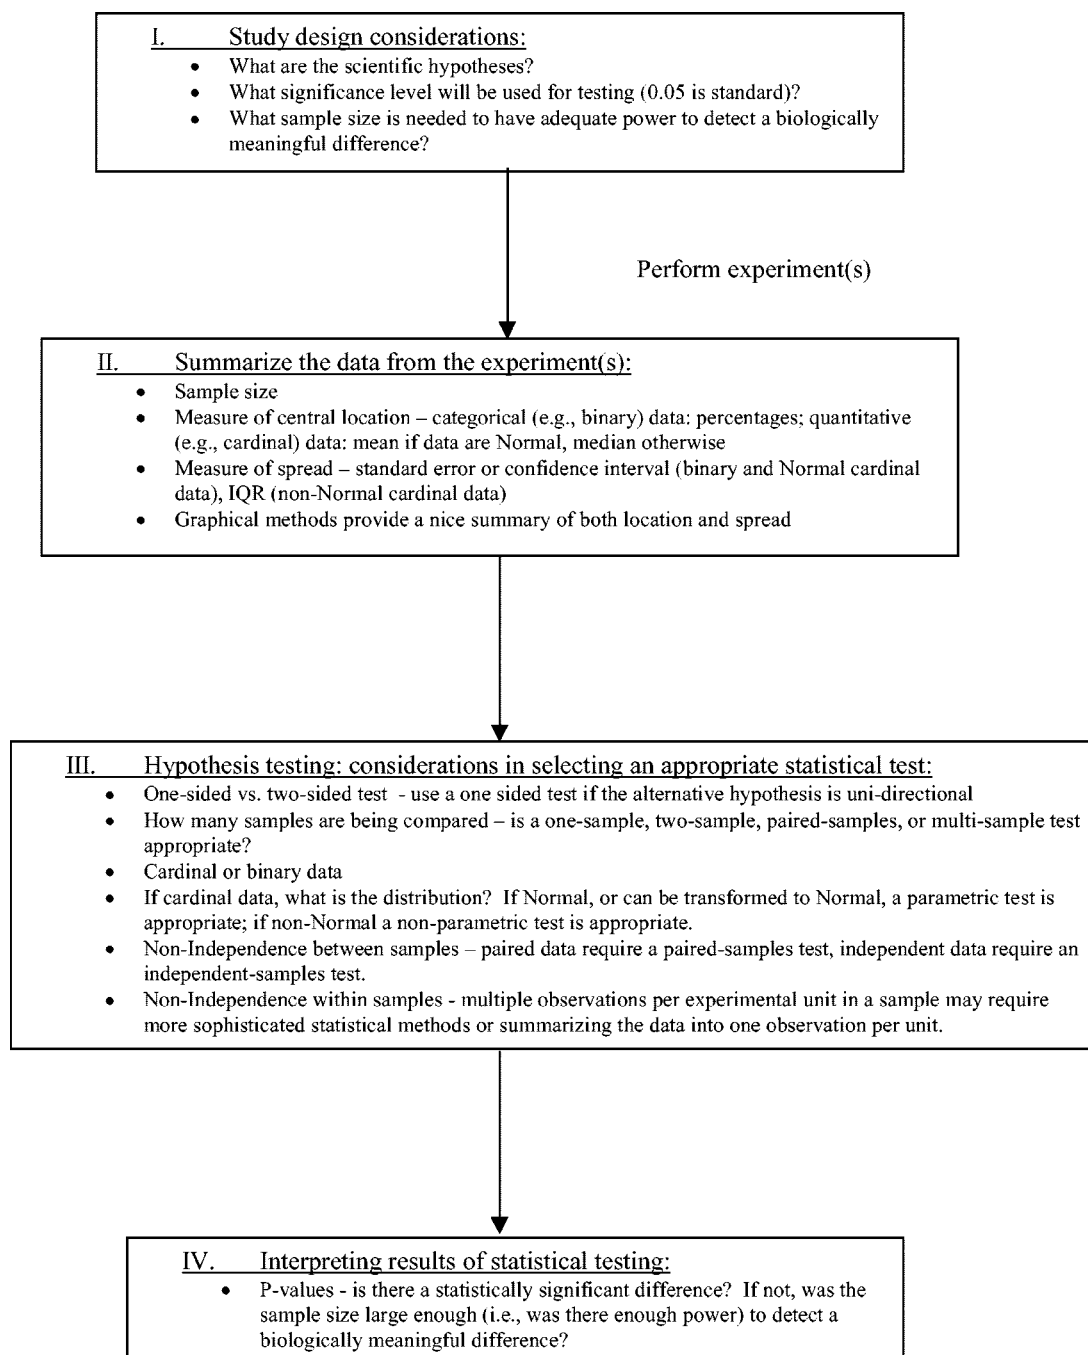 I. Study design considerations:
• What are the scientific hypotheses?
• What significance level will be used for testing (0.05 is standard)?
• What sample size is needed to have adequate power to detect a biologically
meaningful difference?
Perform experiment(s)
II. Summarize the data from the experiment(s):
• Sample size
• Measure of central location – categorical (e.g., binary) data: percentages; quantitative
(e.g., cardinal) data: mean if data are Normal, median otherwise
• Measure of spread – standard error or confidence interval (binary and Normal cardinal
data), IQR (non-Normal cardinal data)
• Graphical methods provide a nice summary of both location and spread
III. Hypothesis testing: considerations in selecting an appropriate statistical test:
• One-sided vs. two-sided test - use a one sided test if the alternative hypothesis is uni-directional
• How many samples are being compared – is a one-sample, two-sample, paired-samples, or multi-sample test
appropriate?
• Cardinal or binary data
• If cardinal data, what is the distribution? If Normal, or can be transformed to Normal, a parametric test is
appropriate; if non-Normal a non-parametric test is appropriate.
• Non-Independence between samples – paired data require a paired-samples test, independent data require an
independent-samples test.
• Non-Independence within samples - multiple observations per experimental unit in a sample may require
more sophisticated statistical methods or summarizing the data into one observation per unit.
IV. Interpreting results of statistical testing:
• P-values - is there a statistically significant difference? If not, was the
sample size large enough (i.e., was there enough power) to detect a
biologically meaningful difference?